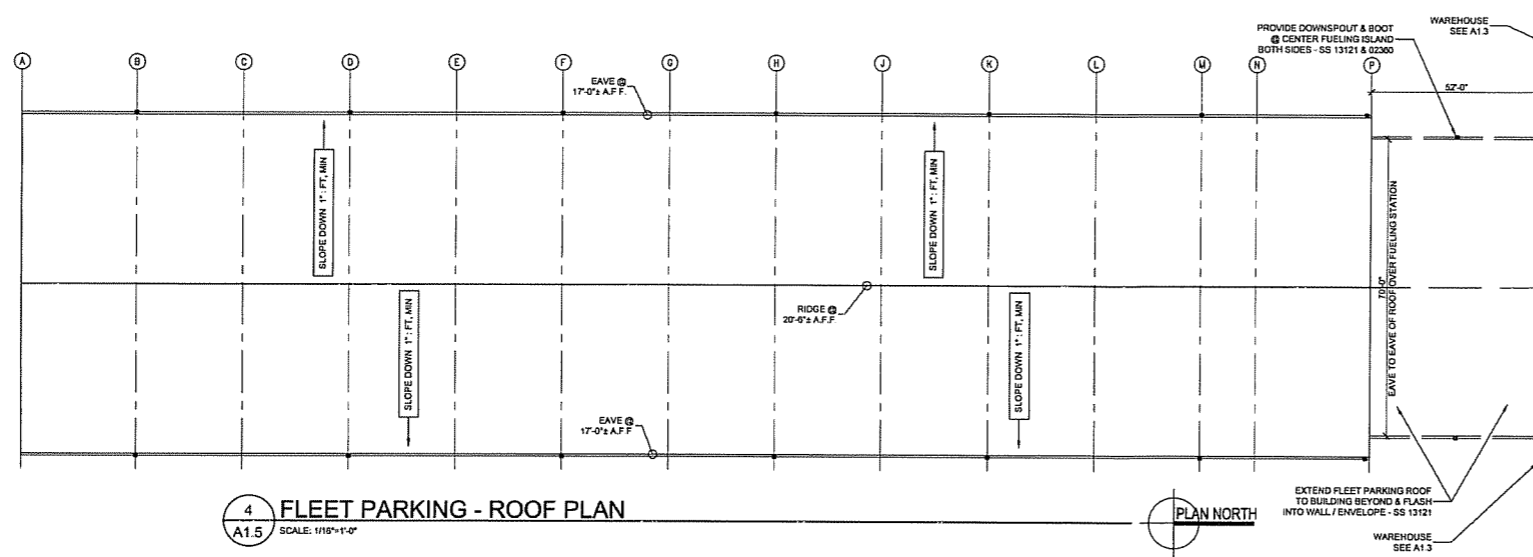 PROVIDE DOWNSPOUT & BOOT
@ CENTER FUELING ISLAND
BOTH SIDES - SS 13121 & 02360
WAREHOUSE
SEE A1.3
A
B
C
D
E
F
G
H
J
K
L
M
N
P
52'-0"
EAVE @
17'-0"± A.F.F.
SLOPE DOWN 1" : FT, MIN
SLOPE DOWN 1" : FT, MIN
RIDGE @
20'-6"± A.F.F.
70'-0"
EAVE TO EAVE OF ROOF OVER FUELING STATION
SLOPE DOWN 1" : FT, MIN
SLOPE DOWN 1" : FT, MIN
EAVE @
17'-0"± A.F.F
4
A1.5
FLEET PARKING - ROOF PLAN
SCALE: 1/16"=1'-0"
PLAN NORTH
EXTEND FLEET PARKING ROOF
TO BUILDING BEYOND & FLASH
INTO WALL / ENVELOPE - SS 13121
WAREHOUSE
SEE A1.3